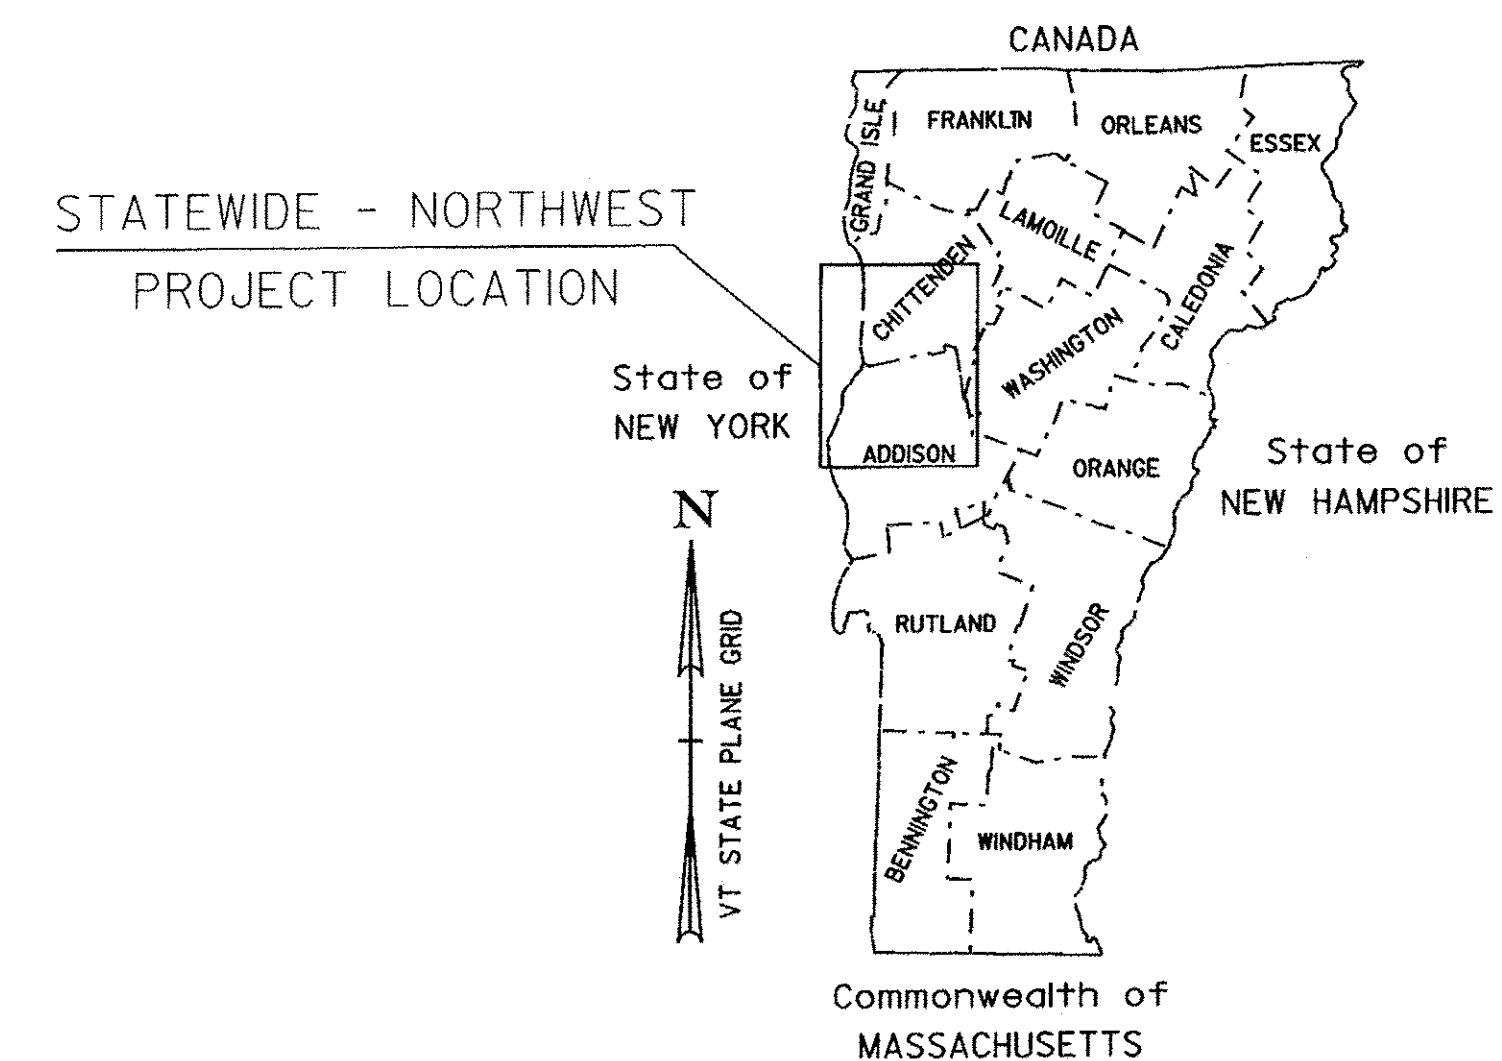 CANADA
GRAND ISLE
FRANKLIN
ORLEANS
ESSEX
STATEWIDE - NORTHWEST
PROJECT LOCATION
LAMOILLE
CHITTENDEN
CALEDONIA
WASHINGTON
State of
NEW YORK
ADDISON
ORANGE
State of
NEW HAMPSHIRE
N
VT STATE PLANE GRID
RUTLAND
WINDSOR
BENNINGTON
WINDHAM
Commonwealth of
MASSACHUSETTS